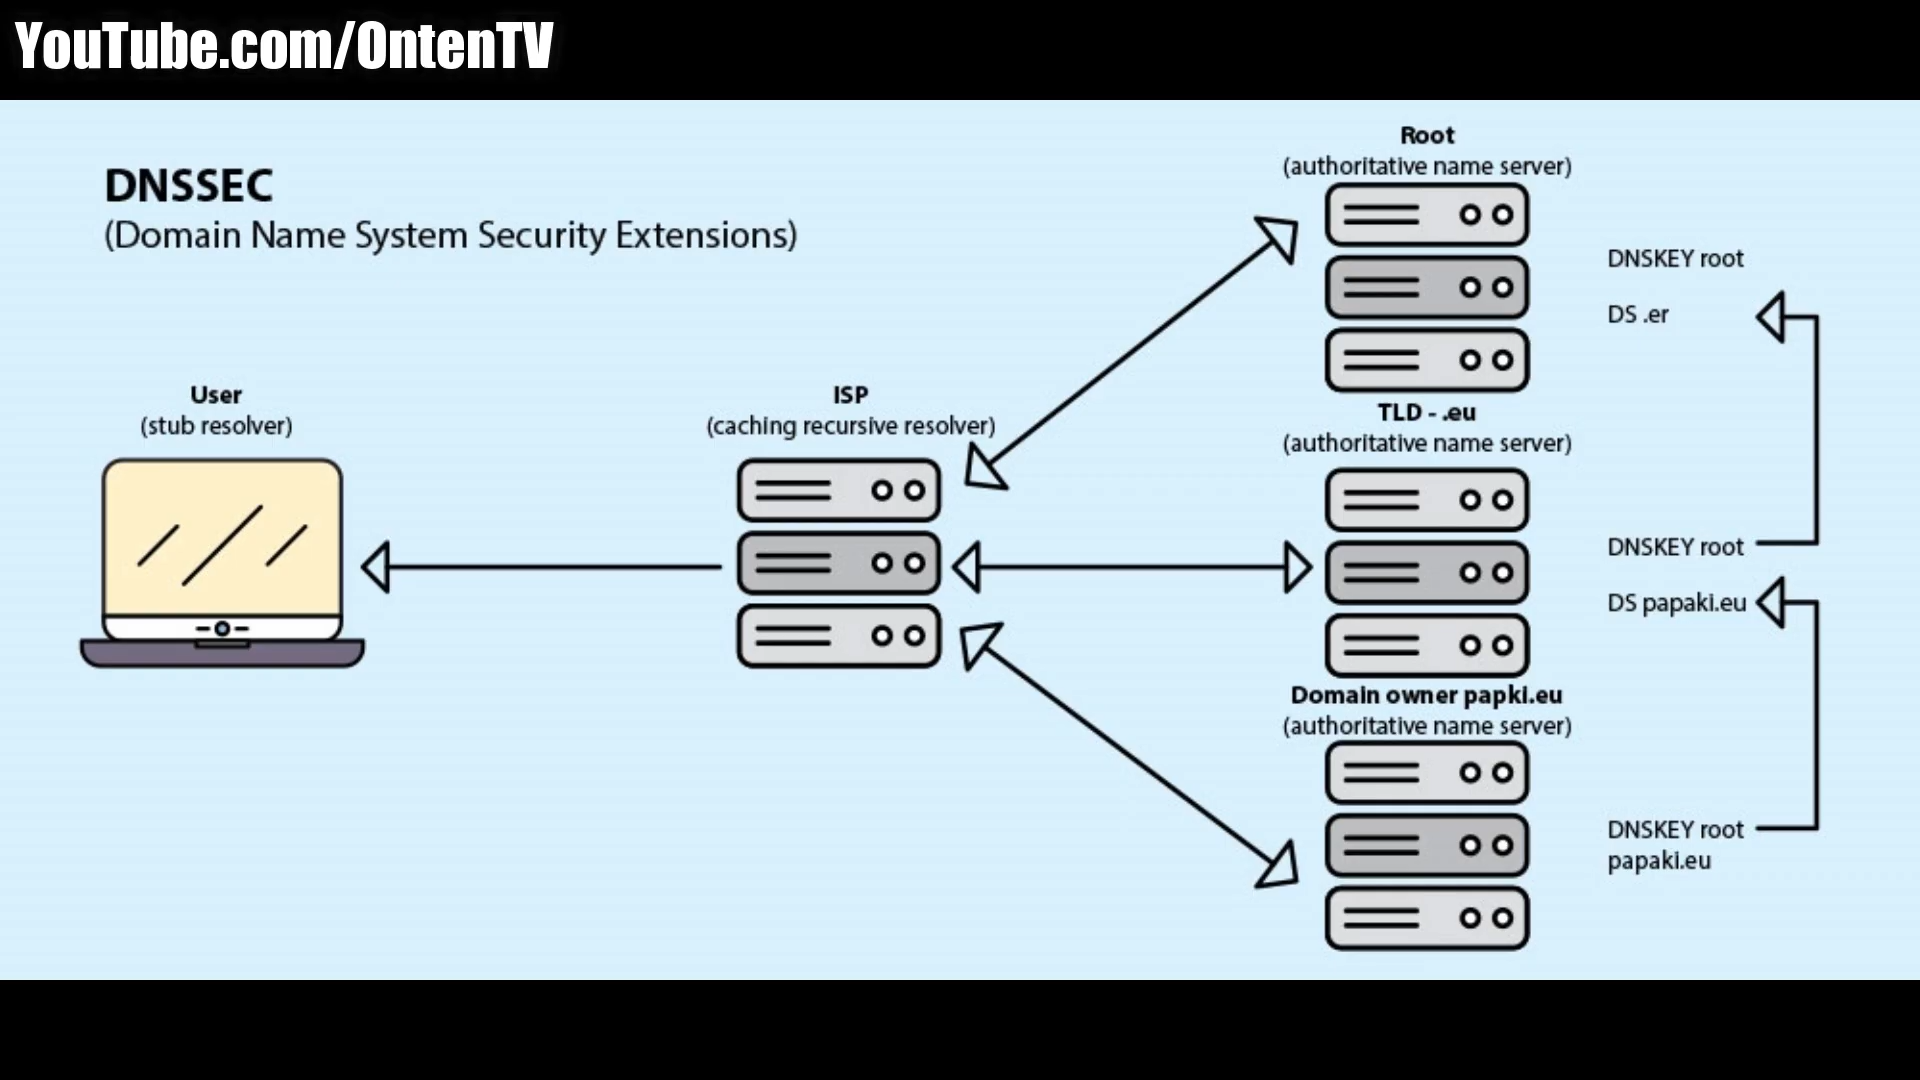 YouTube.com/OntenTV
DNSSEC
(Domain Name System Security Extensions)
User
(stub resolver)
ISP
(caching recursive resolver)
Root
(authoritative name server)
DNSKEY root
DS .er
TLD - .eu
(authoritative name server)
DNSKEY root
DS papaki.eu
Domain owner papki.eu
(authoritative name server)
DNSKEY root
papaki.eu